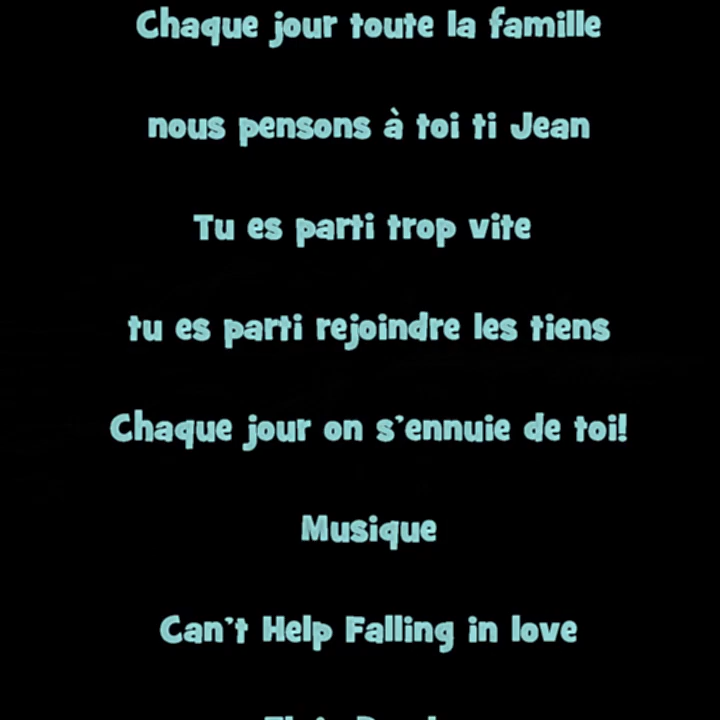 Chaque jour toute la famille
nous pensons à toi ti Jean
Tu es parti trop vite
tu es parti rejoindre les tiens
Chaque jour on s'ennuie de toi!
Musique
Can't Help Falling in love